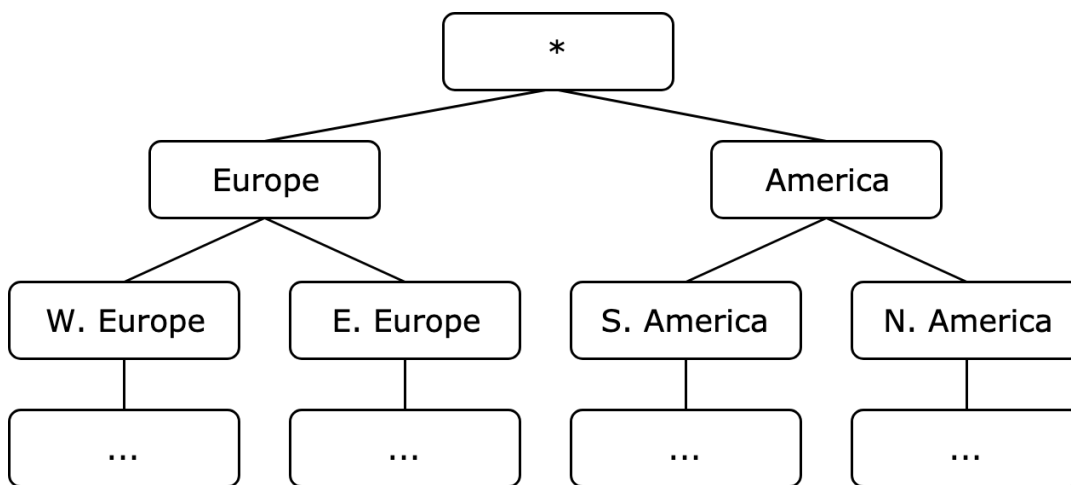 *
Europe
America
W. Europe
E. Europe
S. America
N. America
...
...
...
...